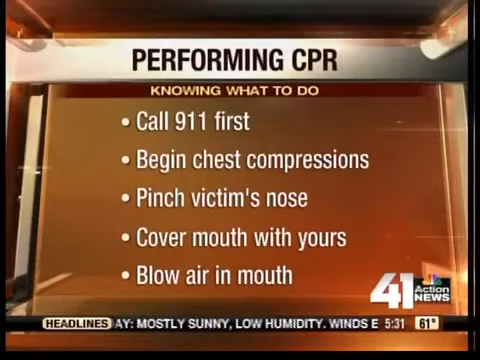 PERFORMING CPR
KNOWING WHAT TO DO
• Call 911 first
• Begin chest compressions
• Pinch victim's nose
• Cover mouth with yours
• Blow air in mouth
41 Action NEWS
HEADLINES AY: MOSTLY SUNNY, LOW HUMIDITY. WINDS E 5:31 61°